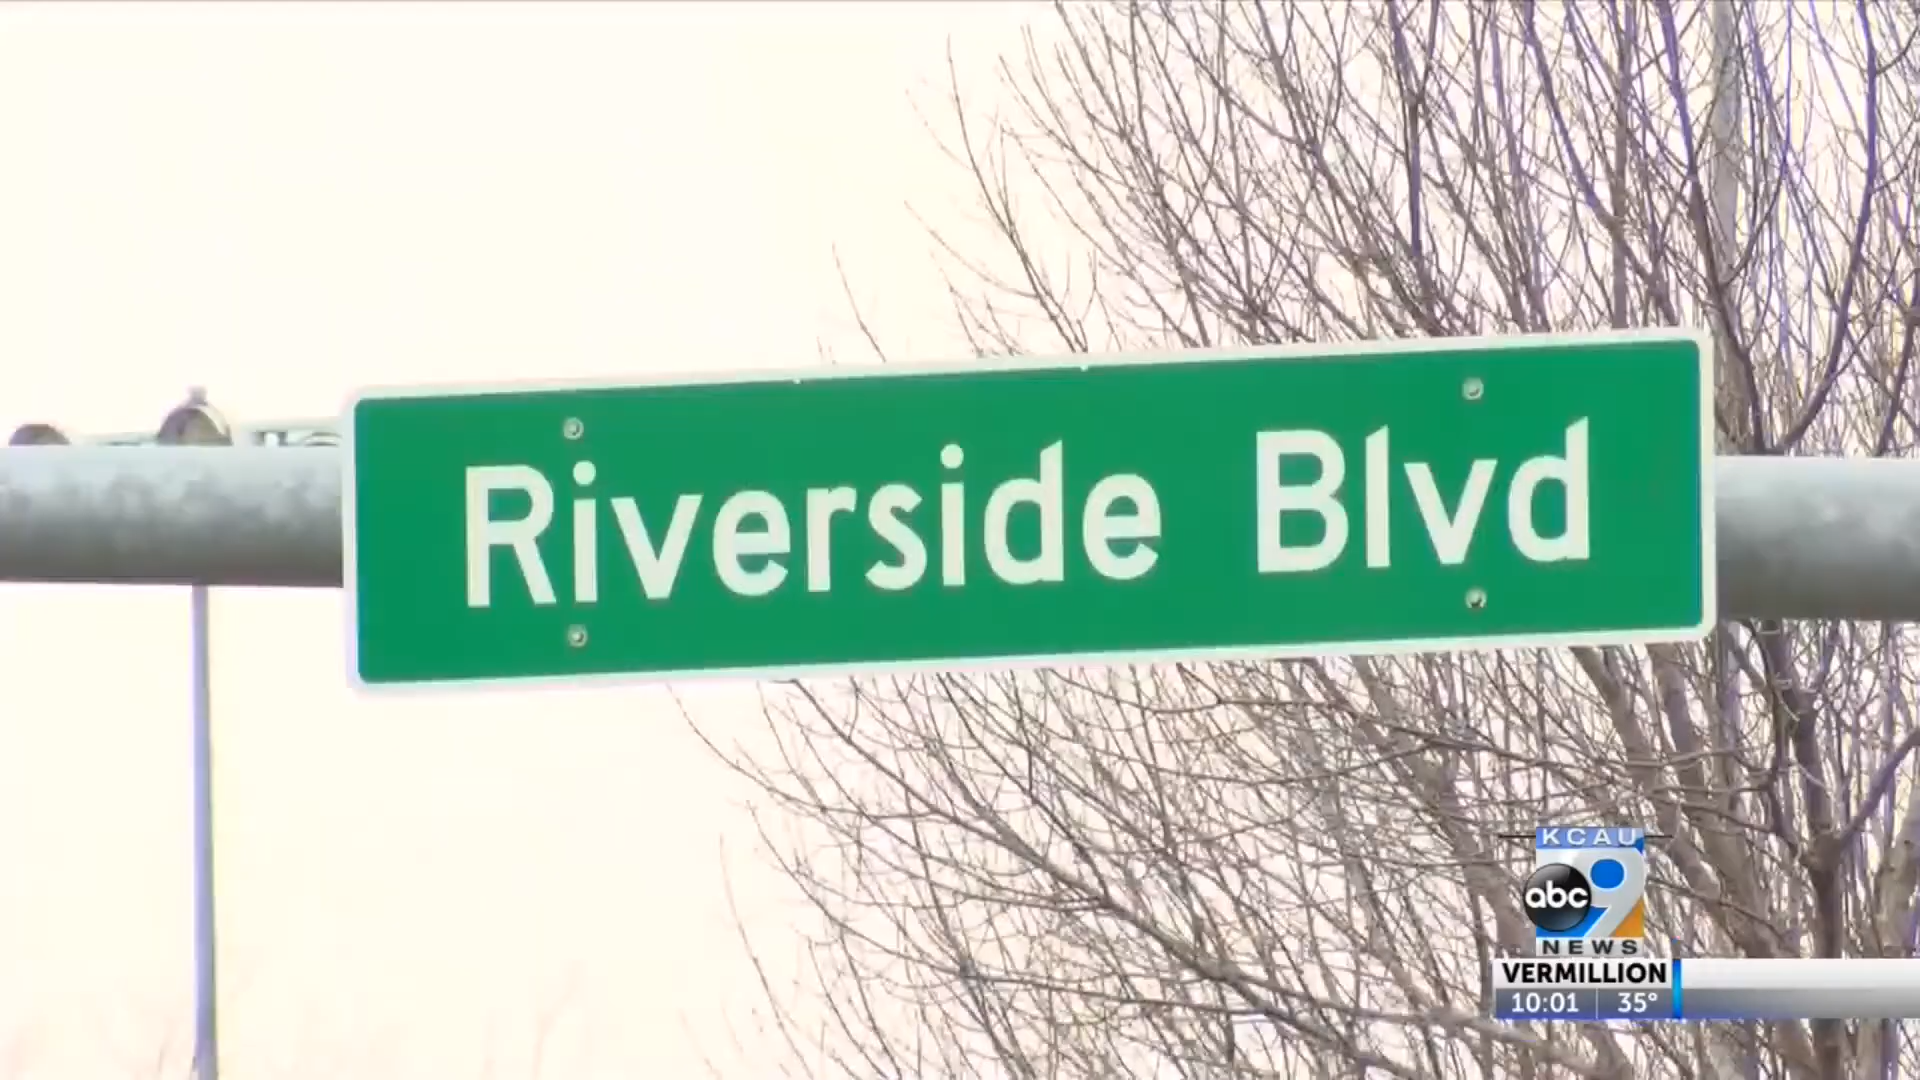 Riverside Blvd
KCAU
abc 9
NEWS
VERMILLION
10:01 35°